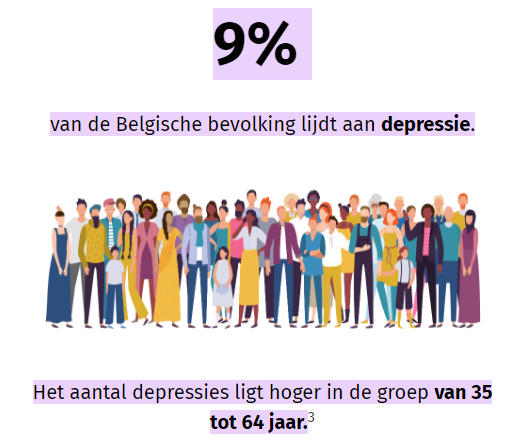 9%
van de Belgische bevolking lijdt aan depressie.
Het aantal depressies ligt hoger in de groep van 35
tot 64 jaar.3